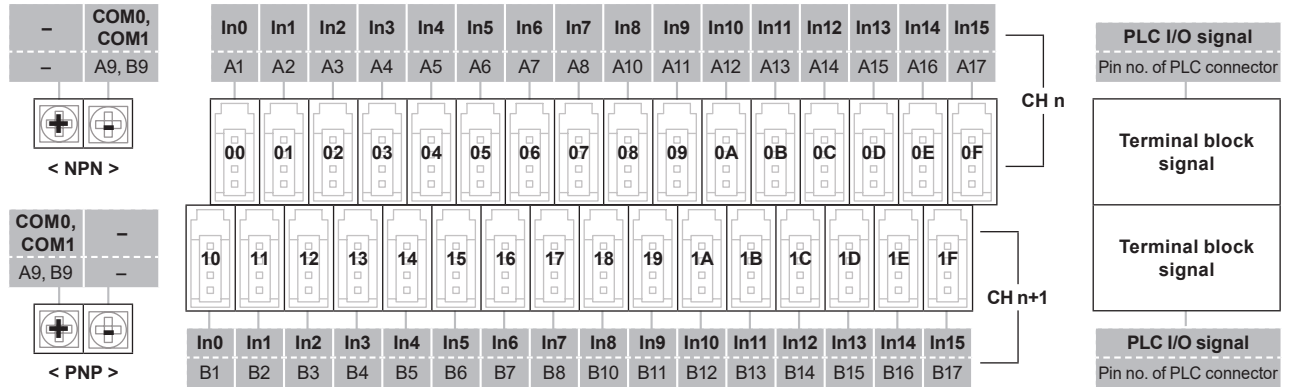 – COM0, COM1
– A9, B9
+ -
< NPN >
In0 In1 In2 In3 In4 In5 In6 In7 In8 In9 In10 In11 In12 In13 In14 In15
A1 A2 A3 A4 A5 A6 A7 A8 A10 A11 A12 A13 A14 A15 A16 A17
CH n
00 01 02 03 04 05 06 07 08 09 0A 0B 0C 0D 0E 0F
PLC I/O signal
Pin no. of PLC connector
Terminal block
signal
COM0, COM1 –
A9, B9 –
+ -
< PNP >
10 11 12 13 14 15 16 17 18 19 1A 1B 1C 1D 1E 1F
CH n+1
In0 In1 In2 In3 In4 In5 In6 In7 In8 In9 In10 In11 In12 In13 In14 In15
B1 B2 B3 B4 B5 B6 B7 B8 B10 B11 B12 B13 B14 B15 B16 B17
Terminal block
signal
PLC I/O signal
Pin no. of PLC connector